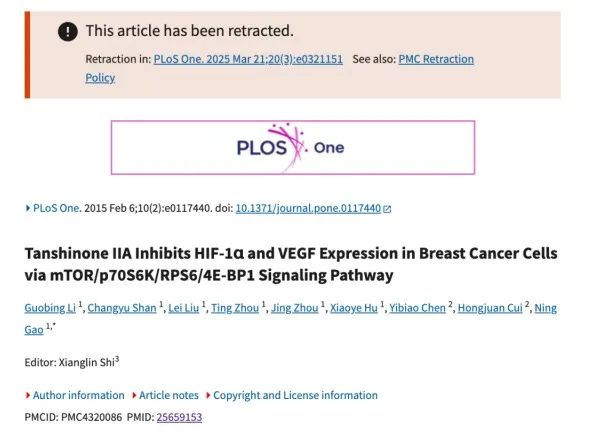 ! This article has been retracted.
Retraction in: PLoS One. 2025 Mar 21;20(3):e0321151 See also: PMC Retraction
Policy
PLOS One
PLoS One. 2015 Feb 6;10(2):e0117440. doi: 10.1371/journal.pone.0117440
Tanshinone IIA Inhibits HIF-1α and VEGF Expression in Breast Cancer Cells
via mTOR/p70S6K/RPS6/4E-BP1 Signaling Pathway
Guobing Li 1, Changyu Shan 1, Lei Liu 1, Ting Zhou 1, Jing Zhou 1, Xiaoye Hu 1, Yibiao Chen 2, Hongjuan Cui 2, Ning
Gao 1,*
Editor: Xianglin Shi3
Author information Article notes Copyright and License information
PMCID: PMC4320086 PMID: 25659153